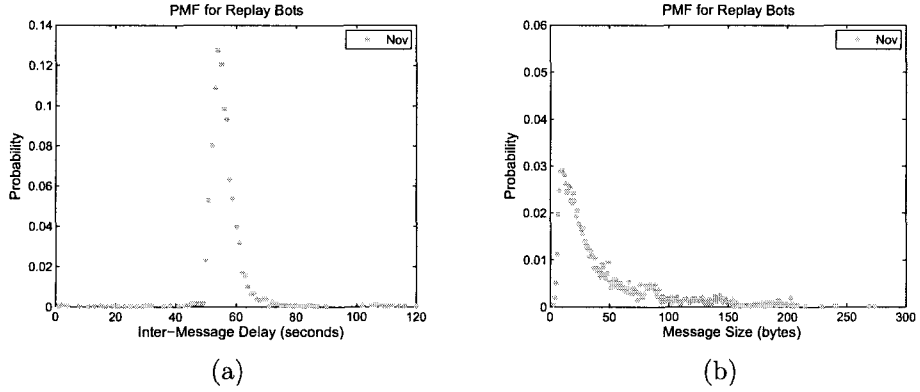 PMF for Replay Bots
0.14
0.12
0.1
0.08
0.06
0.04
0.02
0
Probability
Nov
0 20 40 60 80 100 120
Inter-Message Delay (seconds)
(a)
PMF for Replay Bots
0.06
0.05
0.04
0.03
0.02
0.01
0
Probability
Nov
0 50 100 150 200 250 300
Message Size (bytes)
(b)